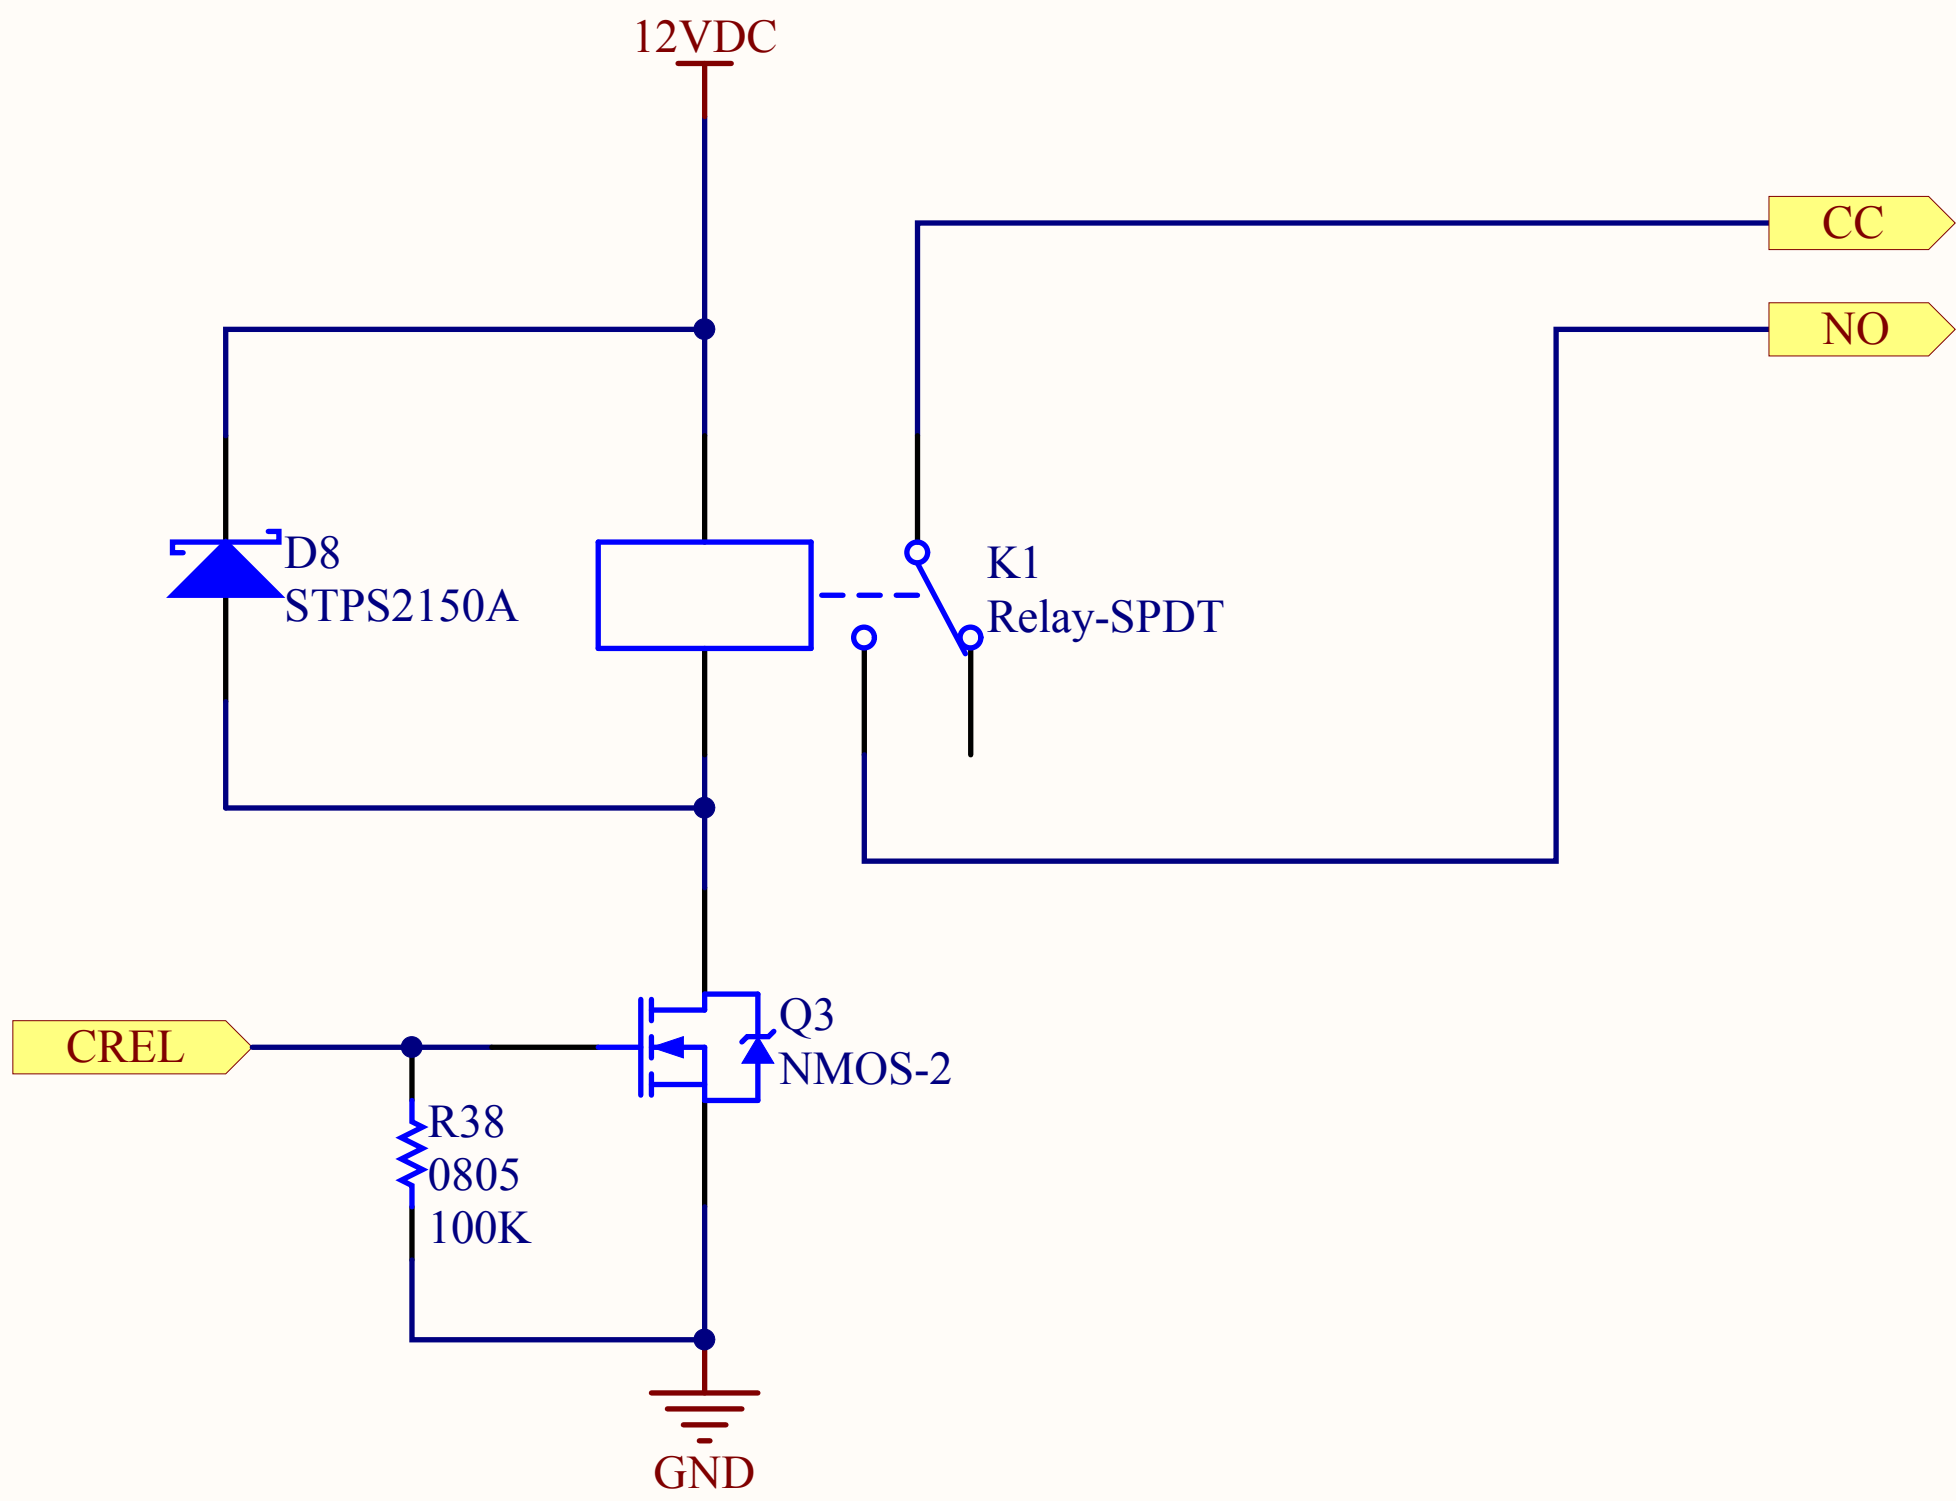 12VDC
CC
NO
D8
STPS2150A
K1
Relay-SPDT
Q3
NMOS-2
CREL
R38
0805
100K
GND